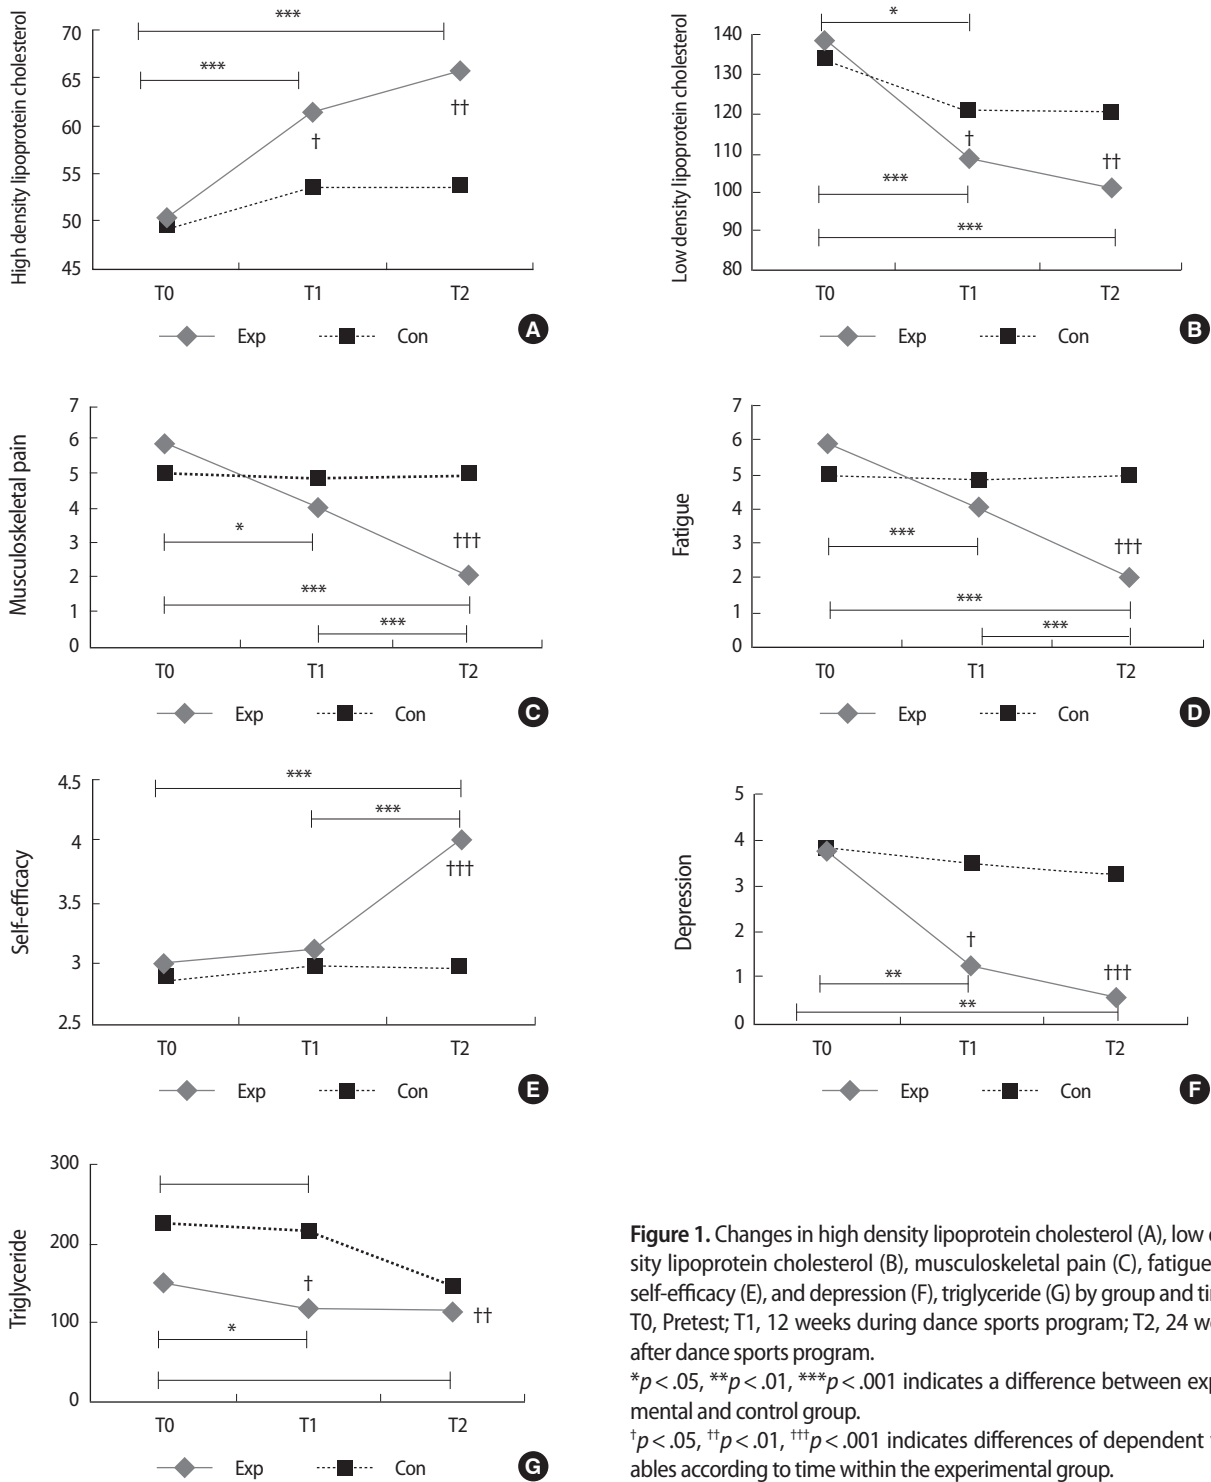 High density lipoprotein cholesterol
70
65
60
55
50
45
***
***
†
††
T0 T1 T2
Exp Con
A
Low density lipoprotein cholesterol
140
130
120
110
100
90
80
*
†
††
***
***
T0 T1 T2
Exp Con
B
Musculoskeletal pain
7
6
5
4
3
2
1
0
*
†††
***
***
T0 T1 T2
Exp Con
C
Fatigue
7
6
5
4
3
2
1
0
***
†††
***
***
T0 T1 T2
Exp Con
D
Self-efficacy
4.5
4
3.5
3
2.5
***
***
†††
T0 T1 T2
Exp Con
E
Depression
5
4
3
2
1
0
†
†††
**
**
T0 T1 T2
Exp Con
F
Triglyceride
300
200
100
0
†
††
*
T0 T1 T2
Exp Con
G
Figure 1. Changes in high density lipoprotein cholesterol (A), low
sity lipoprotein cholesterol (B), musculoskeletal pain (C), fatigue
self-efficacy (E), and depression (F), triglyceride (G) by group and
T0, Pretest; T1, 12 weeks during dance sports program; T2, 24
after dance sports program.
*p < .05, **p < .01, ***p < .001 indicates a difference between
mental and control group.
†p < .05, ††p < .01, †††p < .001 indicates differences of dependent
ables according to time within the experimental group.